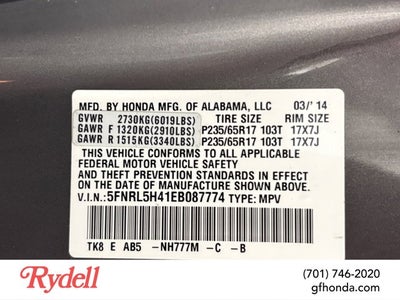 MFD. BY HONDA MFG. OF ALABAMA, LLC 03/'14
GVWR 2730KG(6019LBS) TIRE SIZE RIM SIZE
GAWR F 1320KG(2910LBS) P235/65R17 103T 17X7J
GAWR R 1515KG(3340LBS) P235/65R17 103T 17X7J
THIS VEHICLE CONFORMS TO ALL APPLICABLE
FEDERAL MOTOR VEHICLE SAFETY
AND THEFT PREVENTION STANDARDS IN EFFECT
ON THE DATE OF MANUFACTURE SHOWN ABOVE.
V.I.N.: 5FNRL5H41EB087774 TYPE: MPV
TK8 E AB5 -NH777M -C -B
Rydell
(701) 746-2020
gfhonda.com